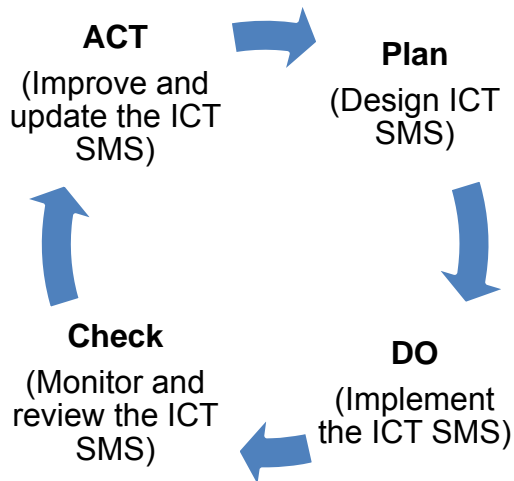 ACT
(Improve and
update the ICT
SMS)
Plan
(Design ICT
SMS)
DO
(Implement
the ICT SMS)
Check
(Monitor and
review the ICT
SMS)